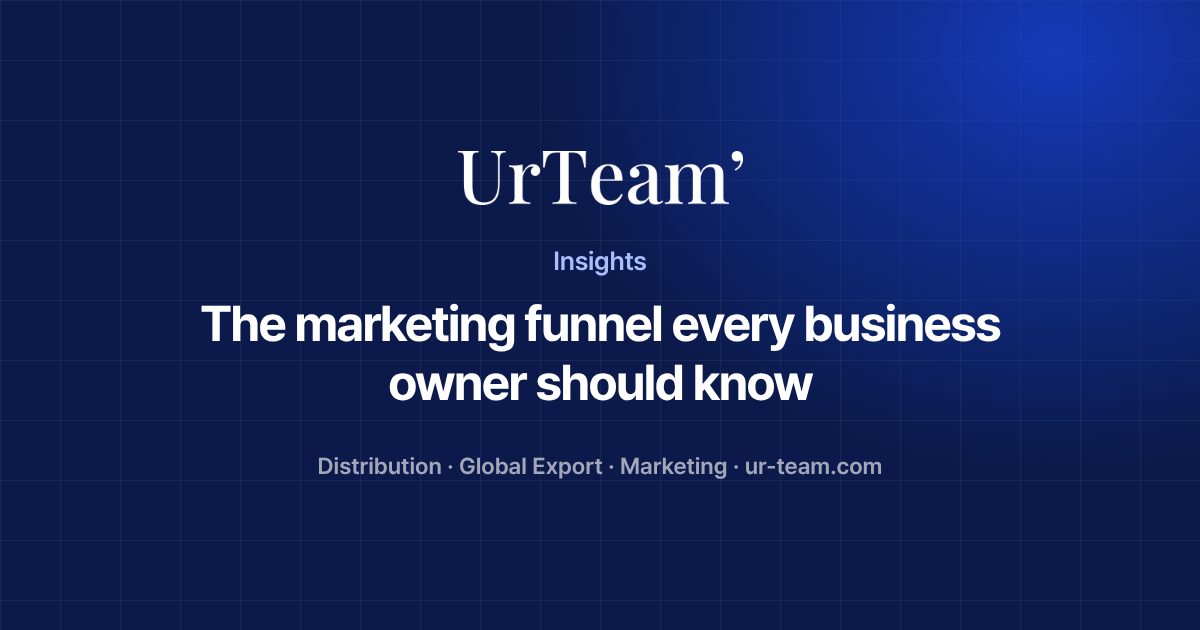 UrTeam’
Insights
The marketing funnel every business
owner should know
Distribution · Global Export · Marketing · ur-team.com